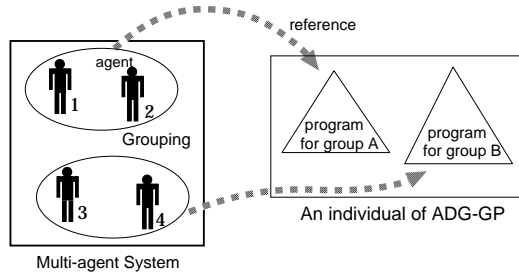 reference
agent
1
2
Grouping
3
4
Multi-agent System
program
for group A
program
for group B
An individual of ADG-GP